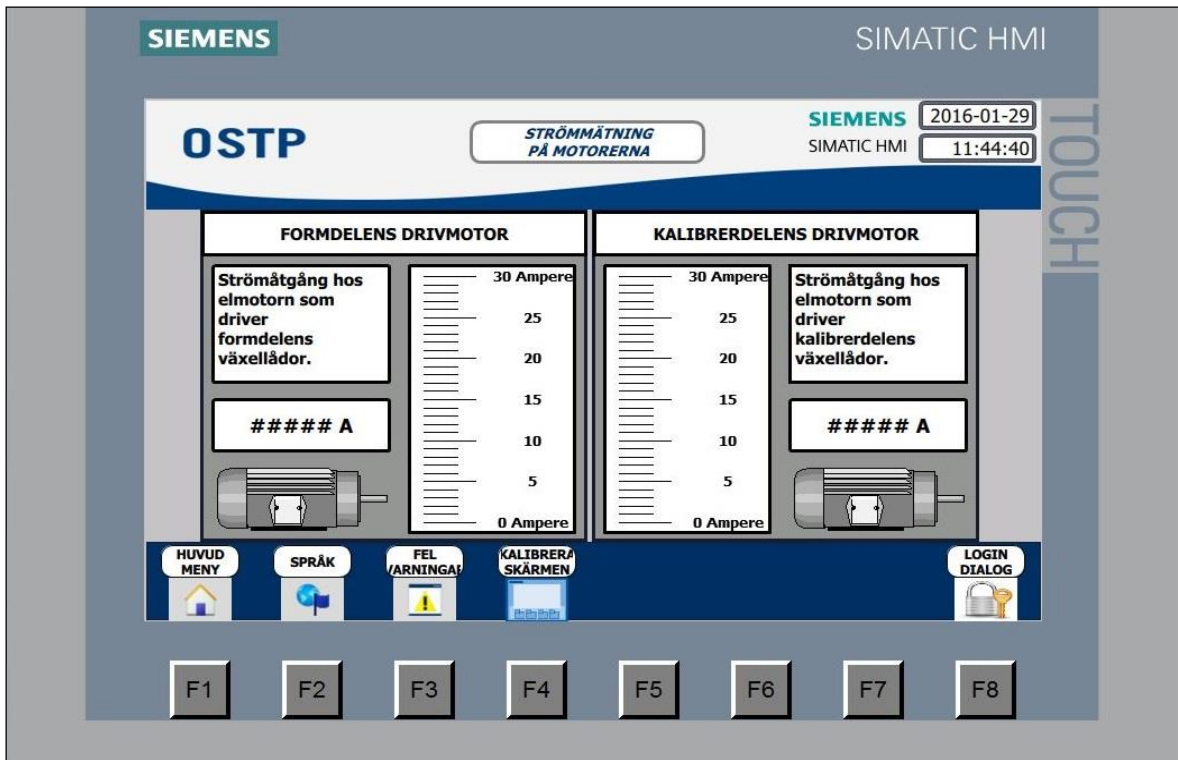 SIEMENS
SIMATIC HMI
TOUCH
OSTP
STRÖMMÄTNING
PÅ MOTORERNA
SIEMENS
SIMATIC HMI
2016-01-29
11:44:40
FORMDELENS DRIVMOTOR
KALIBRERDELENS DRIVMOTOR
Strömåtgång hos
elmotorn som
driver
formdelens
växellådor.
##### A
30 Ampere
25
20
15
10
5
0 Ampere
30 Ampere
25
20
15
10
5
0 Ampere
Strömåtgång hos
elmotorn som
driver
kalibrerdelens
växellådor.
##### A
HUVUD
MENY
SPRÅK
FEL
VARNINGAR
KALIBRERA
SKÄRMEN
LOGIN
DIALOG
F1
F2
F3
F4
F5
F6
F7
F8